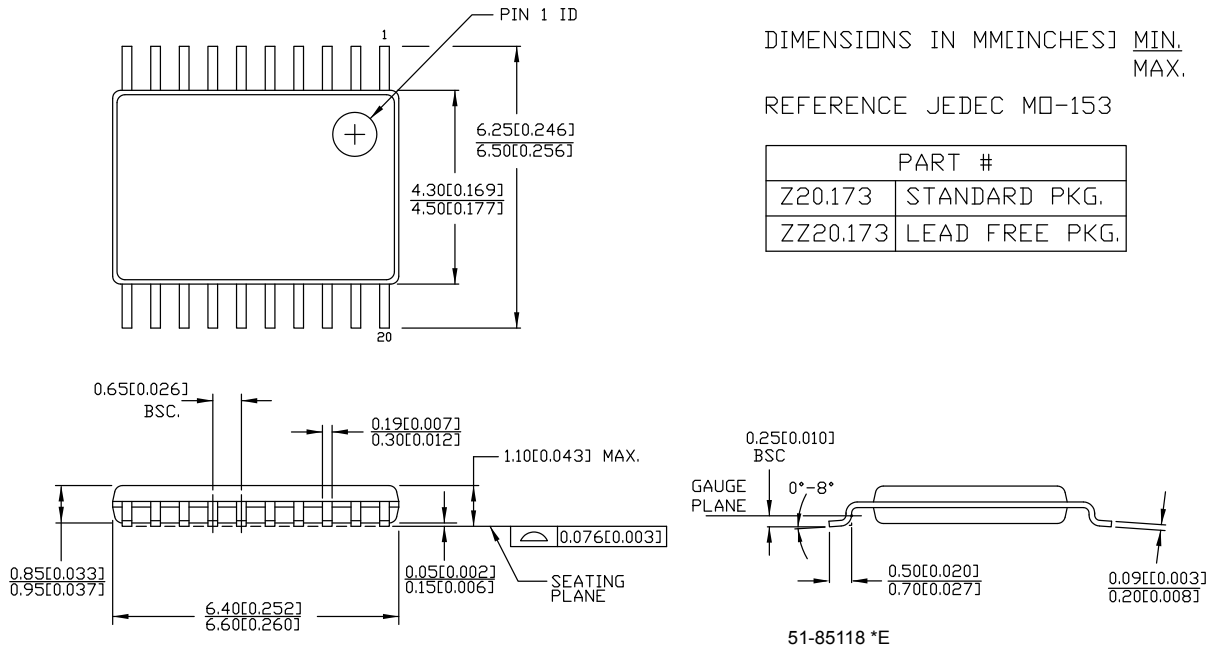 PIN 1 ID
1
DIMENSIONS IN MM[INCHES] MIN.
MAX.
REFERENCE JEDEC MO-153
6.25[0.246]
6.50[0.256]
4.30[0.169]
4.50[0.177]
PART #
Z20.173 STANDARD PKG.
ZZ20.173 LEAD FREE PKG.
20
0.65[0.026]
BSC.
0.19[0.007]
0.30[0.012]
1.10[0.043] MAX.
0.076[0.003]
0.85[0.033]
0.95[0.037]
0.05[0.002]
0.15[0.006]
SEATING
PLANE
6.40[0.252]
6.60[0.260]
0.25[0.010]
BSC
GAUGE
PLANE
0°-8°
0.50[0.020]
0.70[0.027]
0.09[[0.003]
0.20[0.008]
51-85118 *E